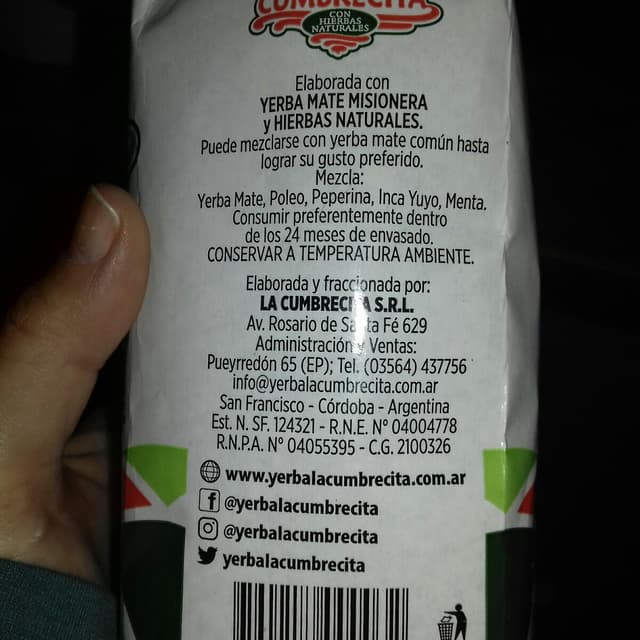 CUMBRECITA
CON
HIERBAS
NATURALES
Elaborada con
YERBA MATE MISIONERA
y HIERBAS NATURALES.
Puede mezclarse con yerba mate común hasta
lograr su gusto preferido.
Mezcla:
Yerba Mate, Poleo, Peperina, Inca Yuyo, Menta.
Consumir preferentemente dentro
de los 24 meses de envasado.
CONSERVAR A TEMPERATURA AMBIENTE.
Elaborada y fraccionada por:
LA CUMBRECITA S.R.L.
Av. Rosario de Santa Fé 629
Administración y Ventas:
Pueyrredón 65 (EP); Tel. (03564) 437756
info@yerbalacumbrecita.com.ar
San Francisco - Córdoba - Argentina
Est. N. SF. 124321 - R.N.E. N° 04004778
R.N.P.A. N° 04055395 - C.G. 2100326
www.yerbalacumbrecita.com.ar
@yerbalacumbrecita
@yerbalacumbrecita
yerbalacumbrecita